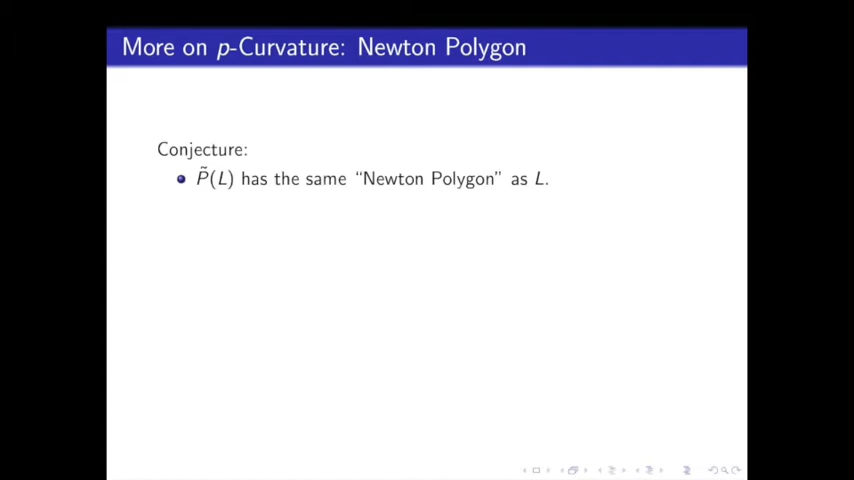 More on p-Curvature: Newton Polygon
Conjecture:
P̃(L) has the same “Newton Polygon” as L.